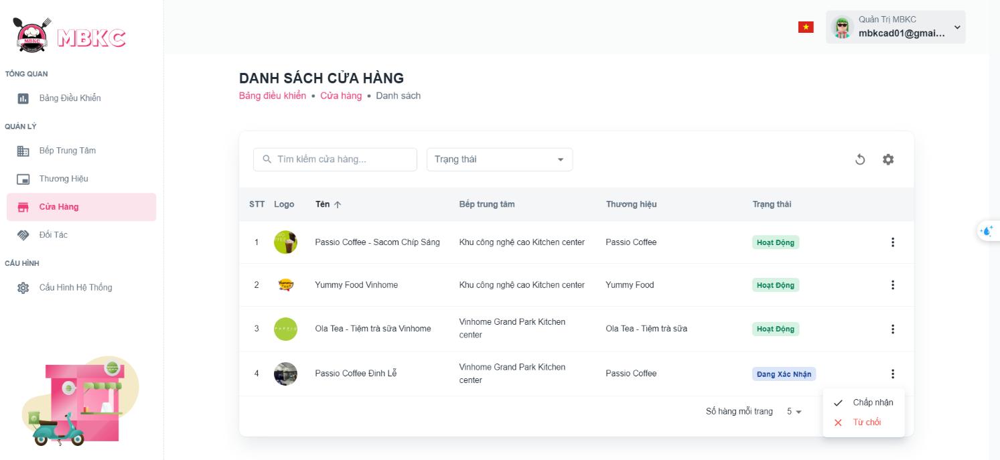 MBKC
MBKC
Quản Trị MBKC
mbkcad01@gmai...
TỔNG QUAN
Bảng Điều Khiển
QUẢN LÝ
Bếp Trung Tâm
Thương Hiệu
Cửa Hàng
Đối Tác
CẤU HÌNH
Cấu Hình Hệ Thống
DANH SÁCH CỬA HÀNG
Bảng điều khiển • Cửa hàng • Danh sách
Tìm kiếm cửa hàng...
Trạng thái
STT Logo Tên Bếp trung tâm Thương hiệu Trạng thái
1 Passio Coffee - Sacom Chíp Sáng Khu công nghệ cao Kitchen center Passio Coffee Hoạt Động
2 Yummy Food Vinhome Khu công nghệ cao Kitchen center Yummy Food Hoạt Động
3 Ola Tea - Tiệm trà sữa Vinhome Vinhome Grand Park Kitchen center Ola Tea - Tiệm trà sữa Hoạt Động
4 Passio Coffee Đinh Lễ Vinhome Grand Park Kitchen center Passio Coffee Đang Xác Nhận
Số hàng mỗi trang 5
Chấp nhận
Từ chối